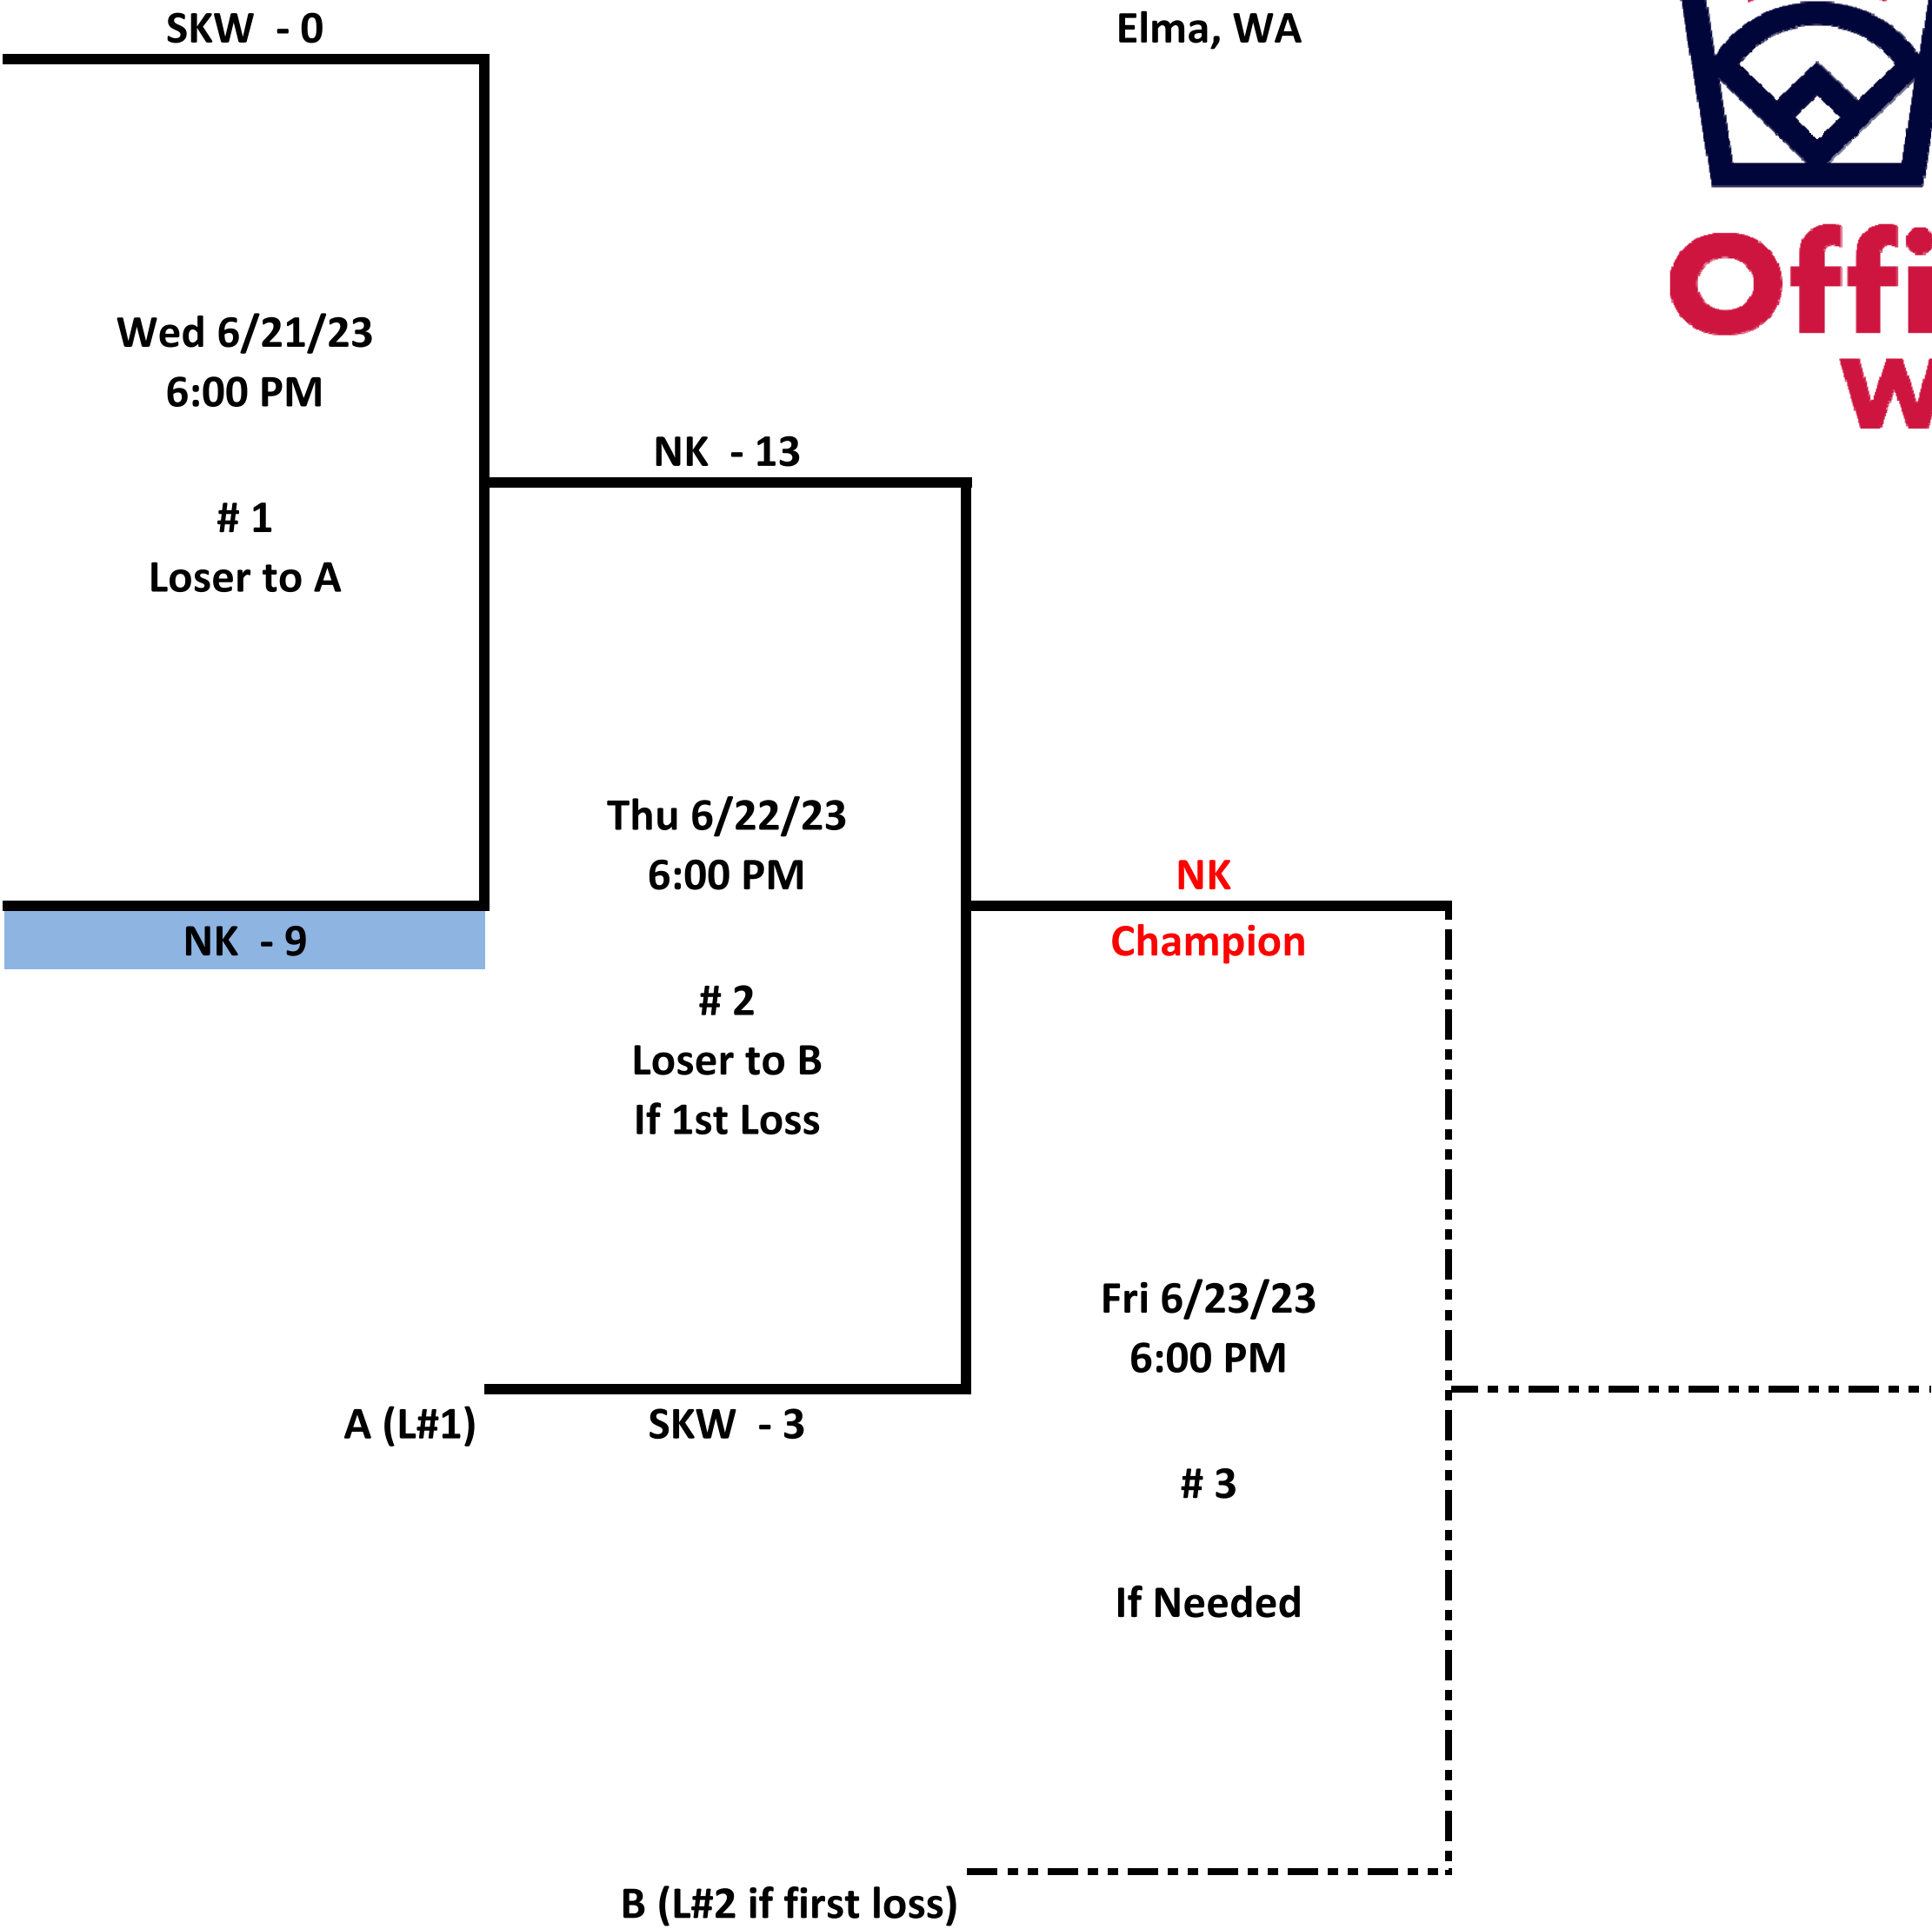 SKW - 0
Elma, WA
Wed 6/21/23
6:00 PM
# 1
Loser to A
NK - 13
Thu 6/22/23
6:00 PM
NK
Champion
NK - 9
# 2
Loser to B
If 1st Loss
Fri 6/23/23
6:00 PM
A (L#1)
SKW - 3
# 3
If Needed
B (L#2 if first loss)
Offi
W